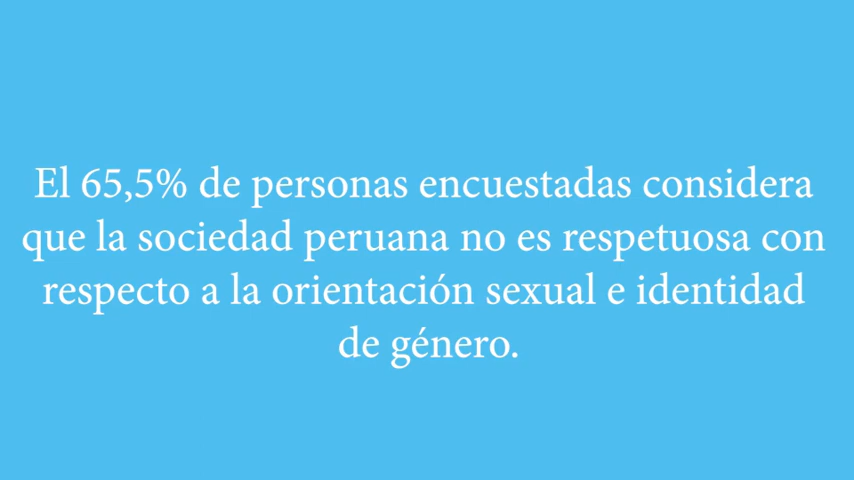 El 65,5% de personas encuestadas considera
que la sociedad peruana no es respetuosa con
respecto a la orientación sexual e identidad
de género.